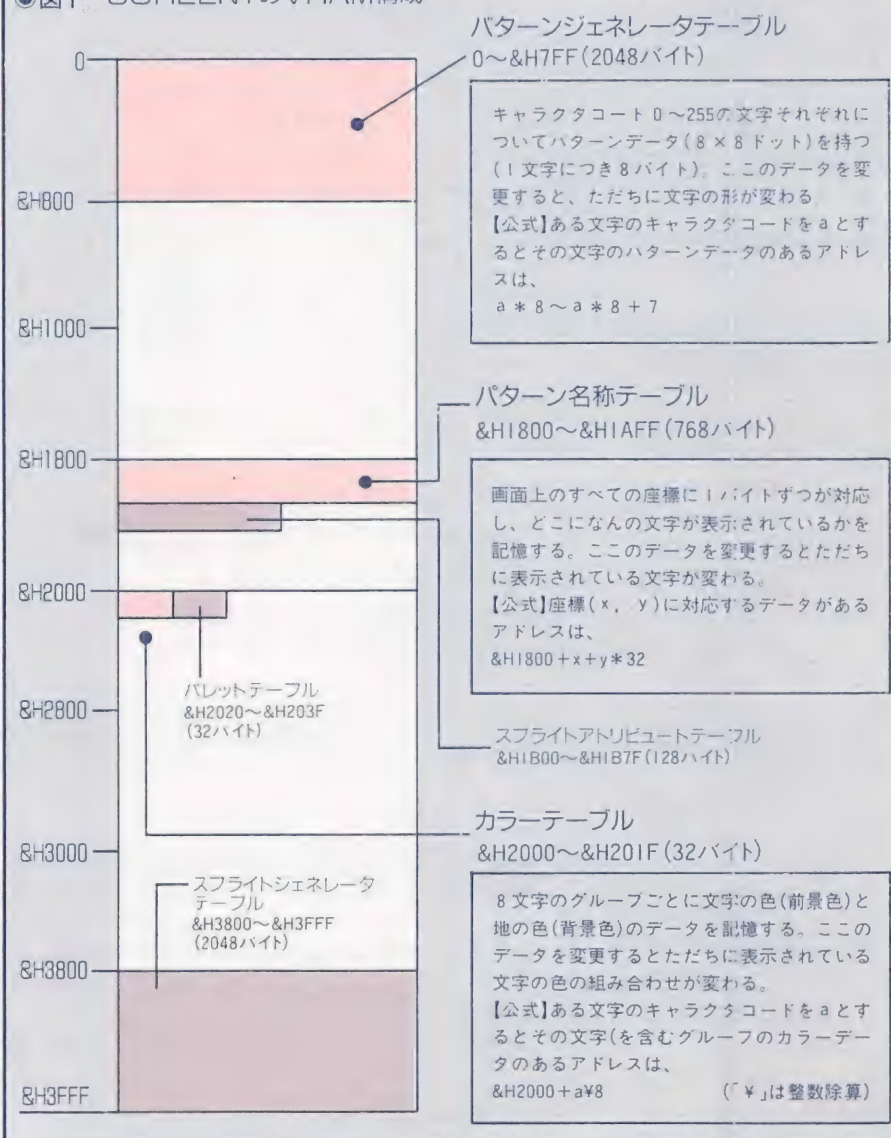 ●図1 SCREEN1のVRAM構成
0
&H800
&H1000
&H1800
&H2000
&H2800
&H3000
&H3800
&H3FFF
パターンジェネレータテーブル
0〜&H7FF(2048バイト)
キャラクタコード0〜255の文字それぞれに
ついてパターンデータ(8×8ドット)を持つ
(1文字につき8バイト)。ここのデータを変
更すると、ただちに文字の形が変わる
【公式】ある文字のキャラクタコードをaとす
るとその文字のパターンデータのあるアドレ
スは、
a*8〜a*8+7
パターン名称テーブル
&H1800〜&H1AFF(768バイト)
画面上のすべての座標に1バイトずつが対応
し、どこになんの文字が表示されているかを
記憶する。ここのデータを変更するとただち
に表示されている文字が変わる。
【公式】座標(x, y)に対応するデータがある
アドレスは、
&H1800+x+y*32
スプライトアトリビュートテーブル
&H1B00〜&H1B7F(128バイト)
パレットテーブル
&H2020〜&H203F
(32バイト)
カラーテーブル
&H2000〜&H201F(32バイト)
8文字のグループごとに文字の色(前景色)と
地の色(背景色)のデータを記憶する。ここの
データを変更するとただちに表示されている
文字の色の組み合わせが変わる。
【公式】ある文字のキャラクタコードをaとす
るとその文字(を含むグループのカラーデー
タのあるアドレスは、
&H2000+a¥8 (「¥」は整数除算)
スプライトジェネレータ
テーブル
&H3800〜&H3FFF
(2048バイト)